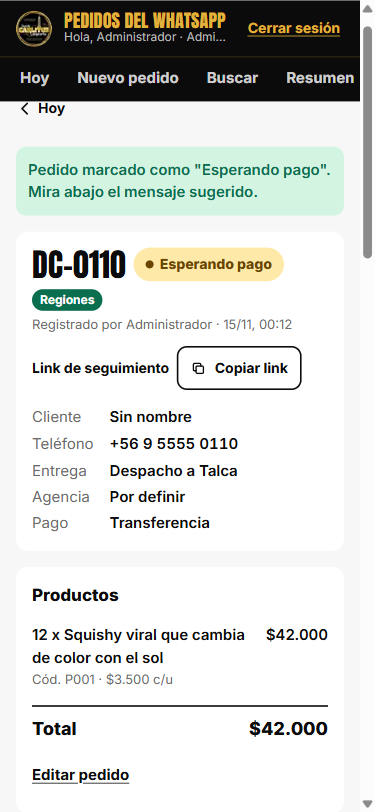 PEDIDOS DEL WHATSAPP
Hola, Administrador · Admi...
Cerrar sesión
Hoy
Nuevo pedido
Buscar
Resumen
Hoy
Pedido marcado como "Esperando pago".
Mira abajo el mensaje sugerido.
DC-0110
Esperando pago
Regiones
Registrado por Administrador · 15/11, 00:12
Link de seguimiento
Copiar link
Cliente Sin nombre
Teléfono +56 9 5555 0110
Entrega Despacho a Talca
Agencia Por definir
Pago Transferencia
Productos
12 x Squishy viral que cambia $42.000
de color con el sol
Cód. P001 · $3.500 c/u
Total $42.000
Editar pedido